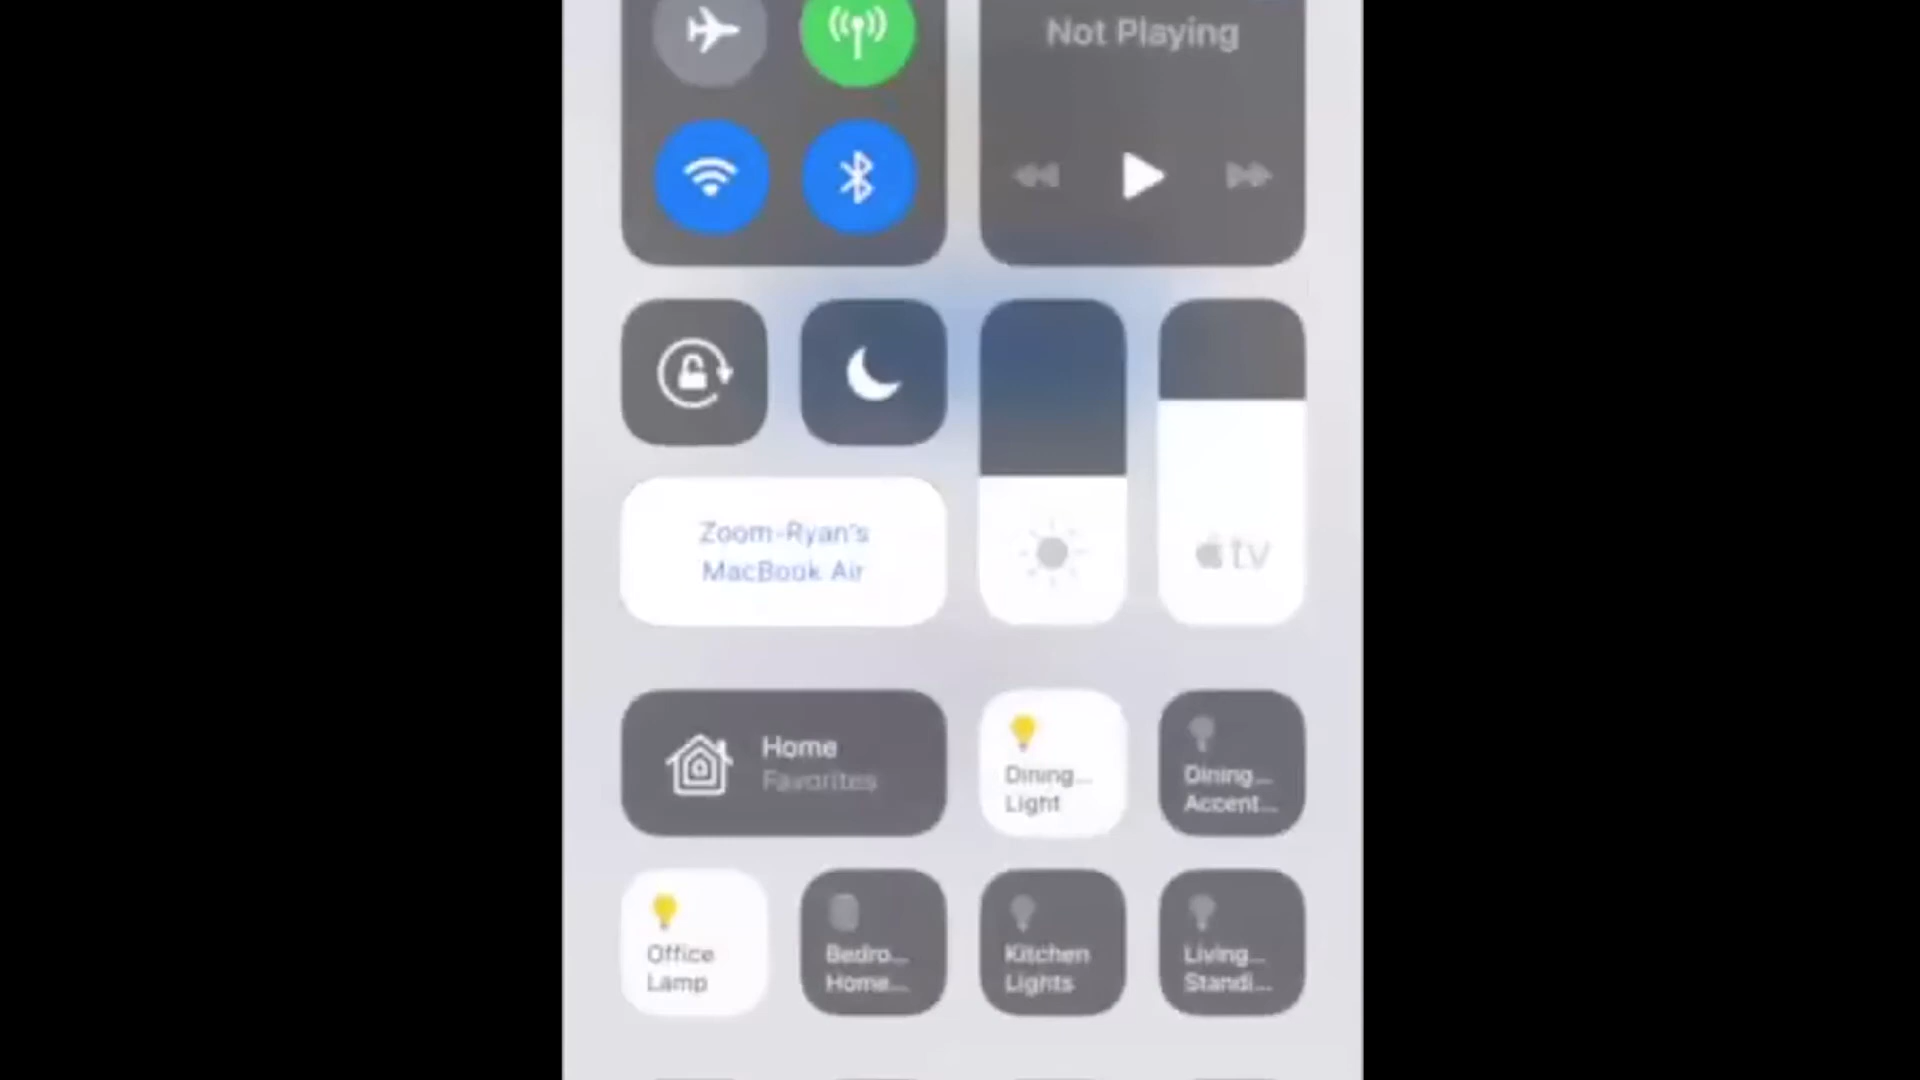 Not Playing
Zoom-Ryan's
MacBook Air
tv
Home
Favorites
Dining...
Light
Dining...
Accent...
Office
Lamp
Bedro...
Home...
Kitchen
Lights
Living...
Standi...